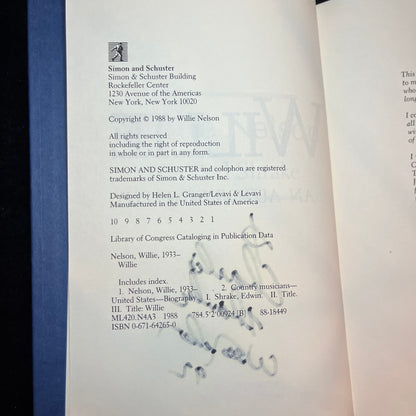 Simon and Schuster
Simon & Schuster Building
Rockefeller Center
1230 Avenue of the Americas
New York, New York 10020
Copyright © 1988 by Willie Nelson
All rights reserved
including the right of reproduction
in whole or in part in any form.
SIMON AND SCHUSTER and colophon are registered
trademarks of Simon & Schuster Inc.
Designed by Helen L. Granger/Levavi & Levavi
Manufactured in the United States of America
10 9 8 7 6 5 4 3 2 1
Library of Congress Cataloging in Publication Data
Nelson, Willie, 1933–
Willie
Includes index.
1. Nelson, Willie, 1933– . 2. Country musicians—
United States—Biography. I. Shrake, Edwin. II. Title.
III. Title: Willie
ML420.N4A3 1988 784.5'2'00924 [B] 88-18449
ISBN 0-671-64265-0
This
to m
who
long
I c
all
wi